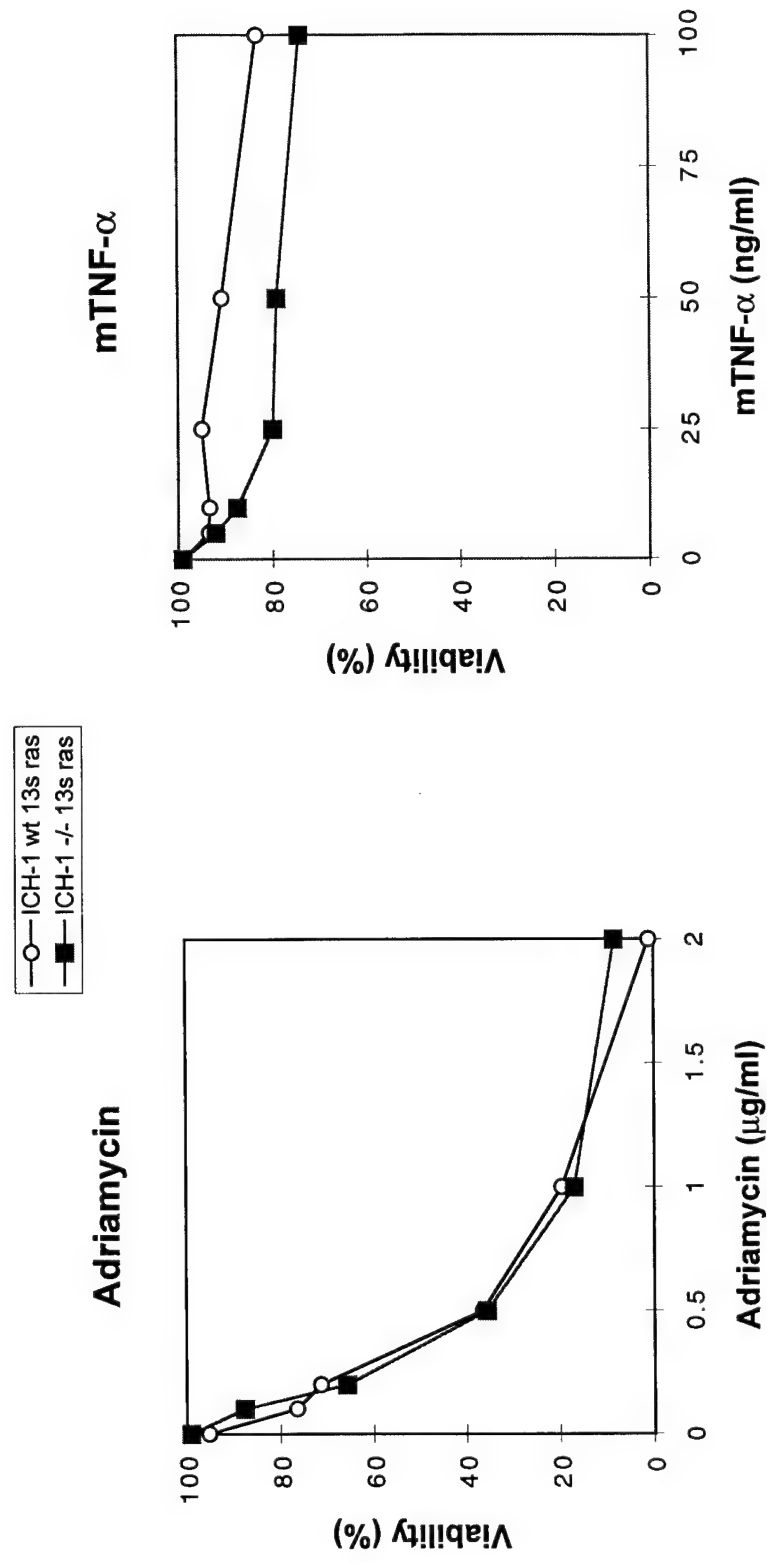 ICH-1 wt 13s ras
ICH-1 -/- 13s ras
Adriamycin
Viability (%)
100
80
60
40
20
0
0
0.5
1
1.5
2
Adriamycin (µg/ml)
mTNF-α
Viability (%)
100
80
60
40
20
0
0
25
50
75
100
mTNF-α (ng/ml)